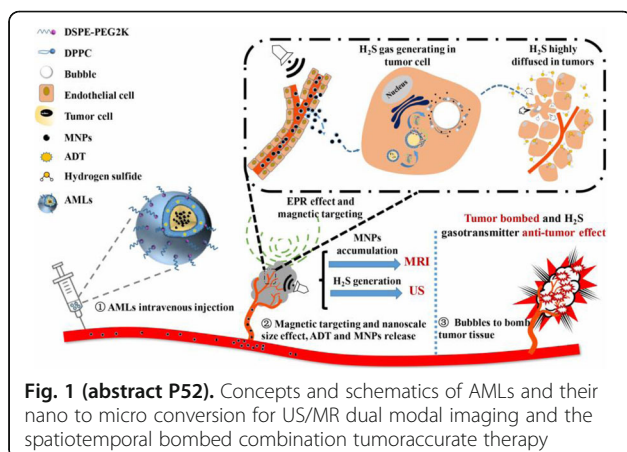 DSPE-PEG2K
DPPC
Bubble
Endothelial cell
Tumor cell
MNPs
ADT
Hydrogen sulfide
AMLs
H₂S gas generating in
tumor cell
H₂S highly
diffused in tumors
Nucleus
EPR effect and
magnetic targeting
MNPs
accumulation
MRI
H₂S generation
US
Tumor bombed and H₂S
gasotransmitter anti-tumor effect
① AMLs intravenous injection
② Magnetic targeting and nanoscale
size effect, ADT and MNPs release
③ Bubbles to bomb
tumor tissue
Fig. 1 (abstract P52). Concepts and schematics of AMLs and their
nano to micro conversion for US/MR dual modal imaging and the
spatiotemporal bombed combination tumoraccurate therapy